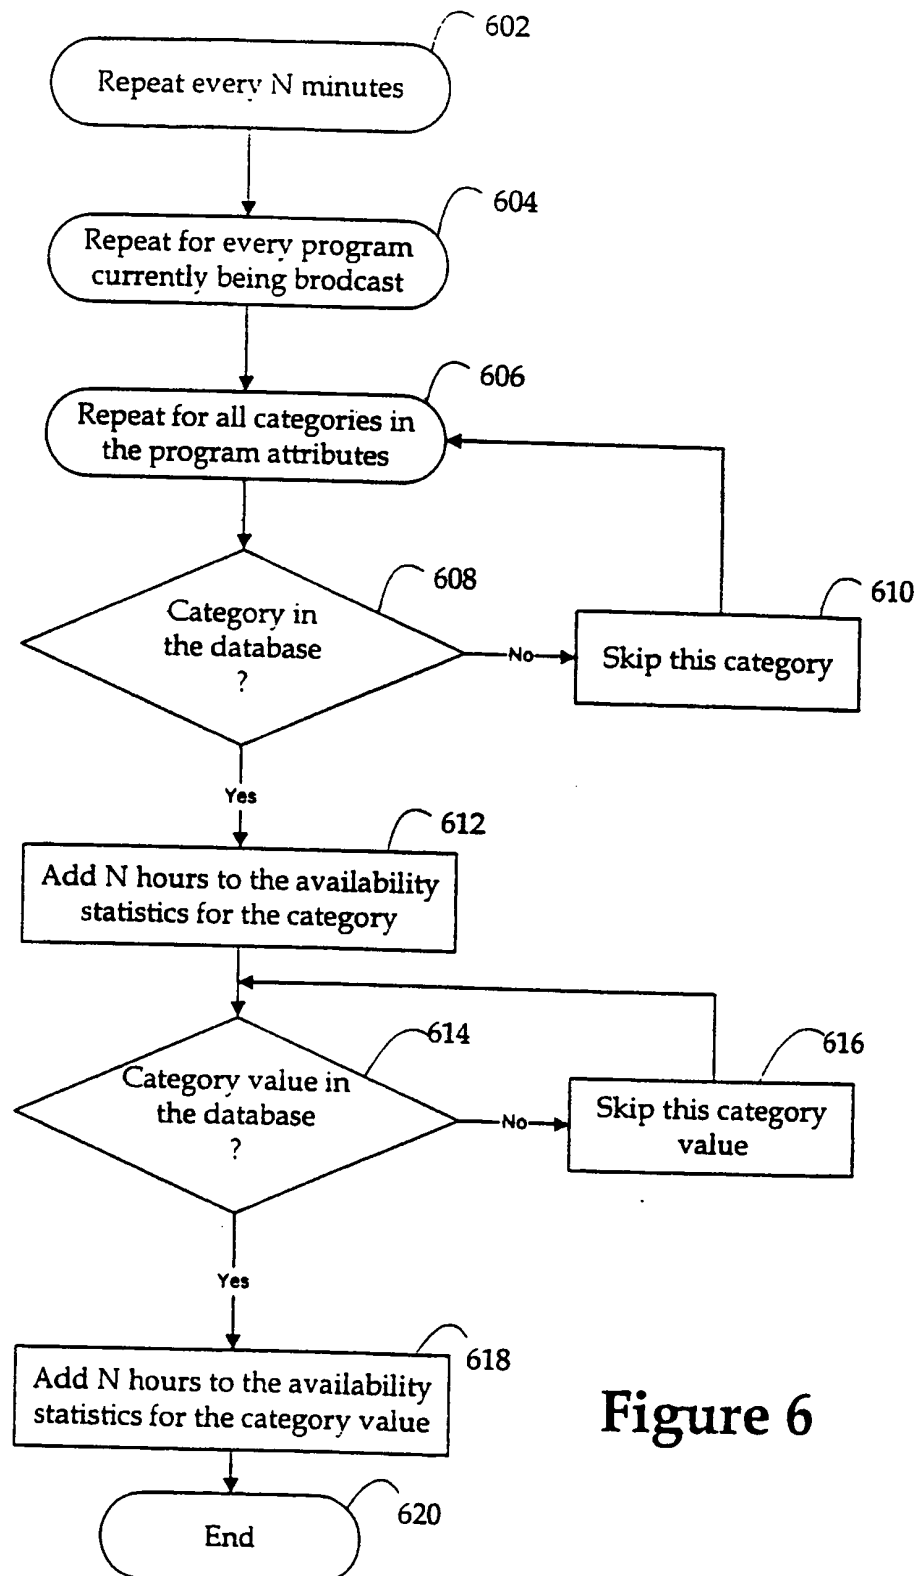 602
Repeat every N minutes
604
Repeat for every program
currently being brodcast
606
Repeat for all categories in
the program attributes
608
Category in
the database
?
No
610
Skip this category
Yes
612
Add N hours to the availability
statistics for the category
614
Category value in
the database
?
No
616
Skip this category
value
Yes
618
Add N hours to the availability
statistics for the category value
Figure 6
620
End